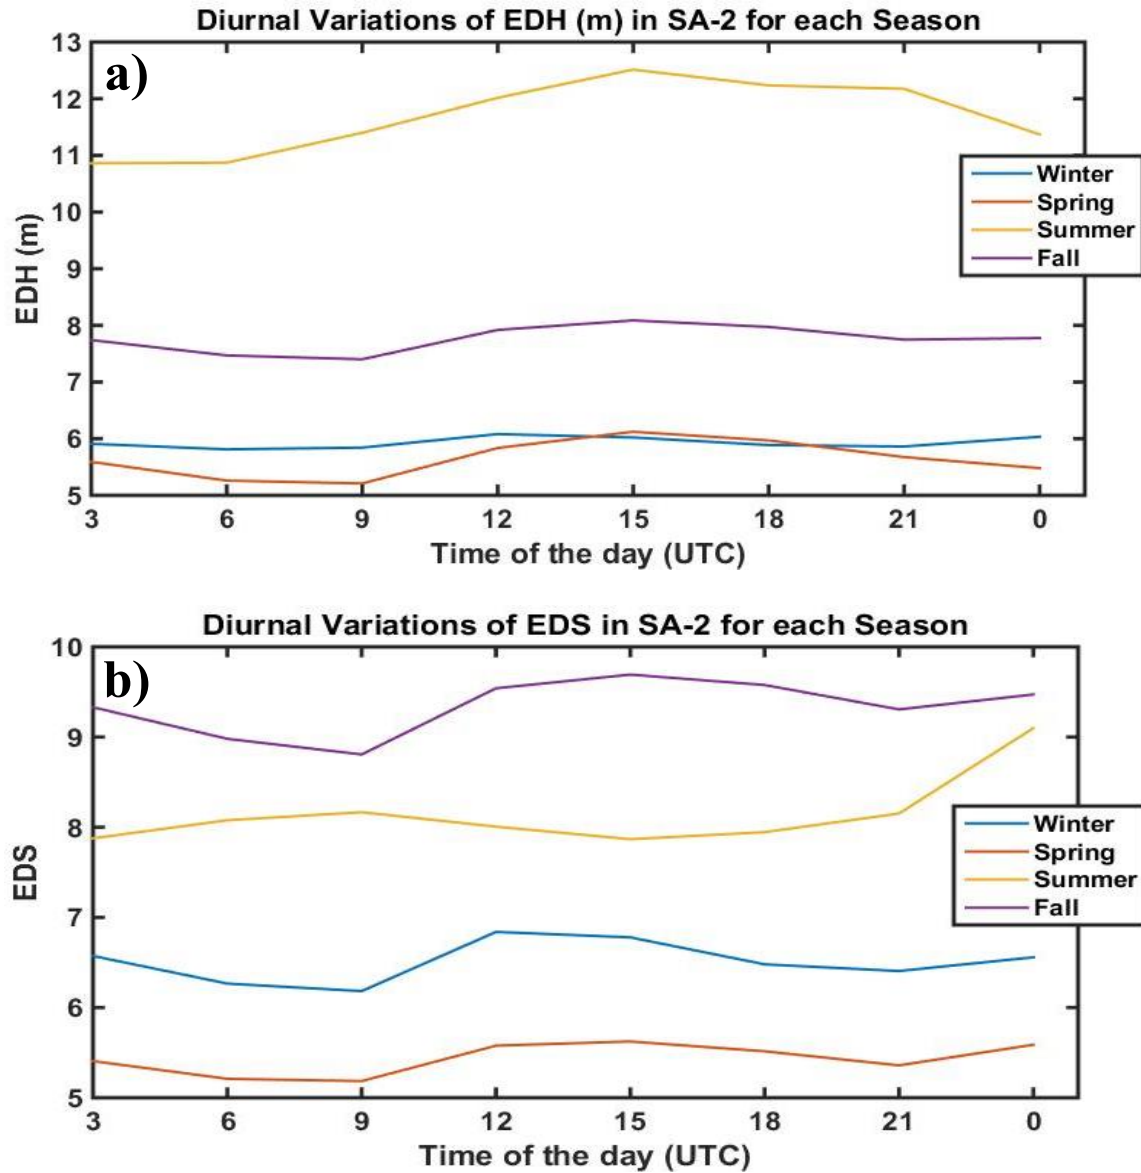 Diurnal Variations of EDH (m) in SA-2 for each Season
a)
13
12
11
10
9
8
7
6
5
EDH (m)
Winter
Spring
Summer
Fall
3 6 9 12 15 18 21 0
Time of the day (UTC)
Diurnal Variations of EDS in SA-2 for each Season
b)
10
9
8
7
6
5
EDS
Winter
Spring
Summer
Fall
3 6 9 12 15 18 21 0
Time of the day (UTC)